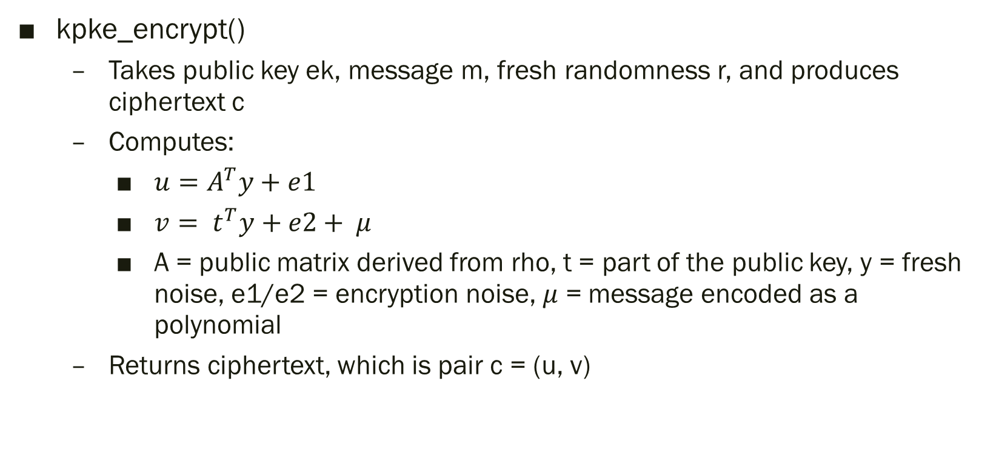 ■ kpke_encrypt()
– Takes public key ek, message m, fresh randomness r, and produces
ciphertext c
– Computes:
■ 𝑢 = 𝐴ᵀ𝑦 + 𝑒1
■ 𝑣 = 𝑡ᵀ𝑦 + 𝑒2 + 𝜇
■ A = public matrix derived from rho, t = part of the public key, y = fresh
noise, e1/e2 = encryption noise, 𝜇 = message encoded as a
polynomial
– Returns ciphertext, which is pair c = (u, v)